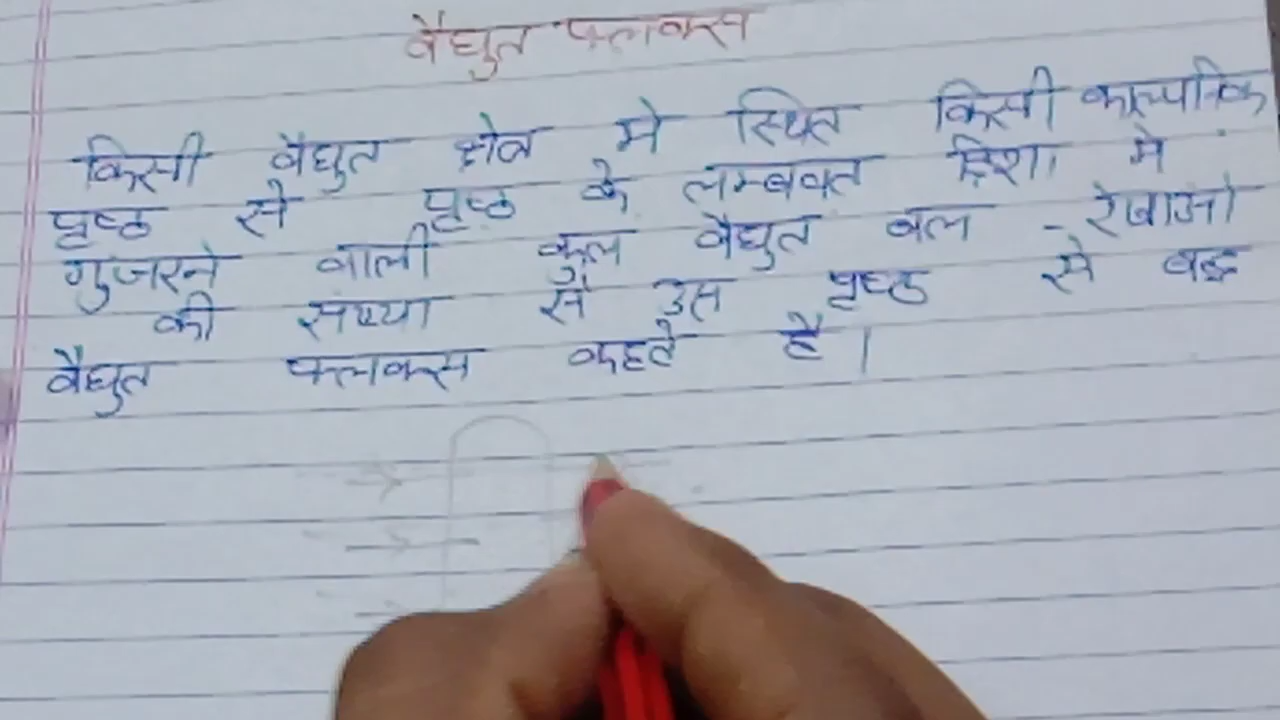 वैद्युत फ्लक्स
किसी वैद्युत क्षेत्र मे स्थित किसी काल्पनिक
पृष्ठ से पृष्ठ के लम्बवत दिशा मे
गुजरने वाली कुल वैद्युत बल - रेखाओ
की संख्या से उस पृष्ठ से बद्ध
वैद्युत फ्लक्स कहते है।